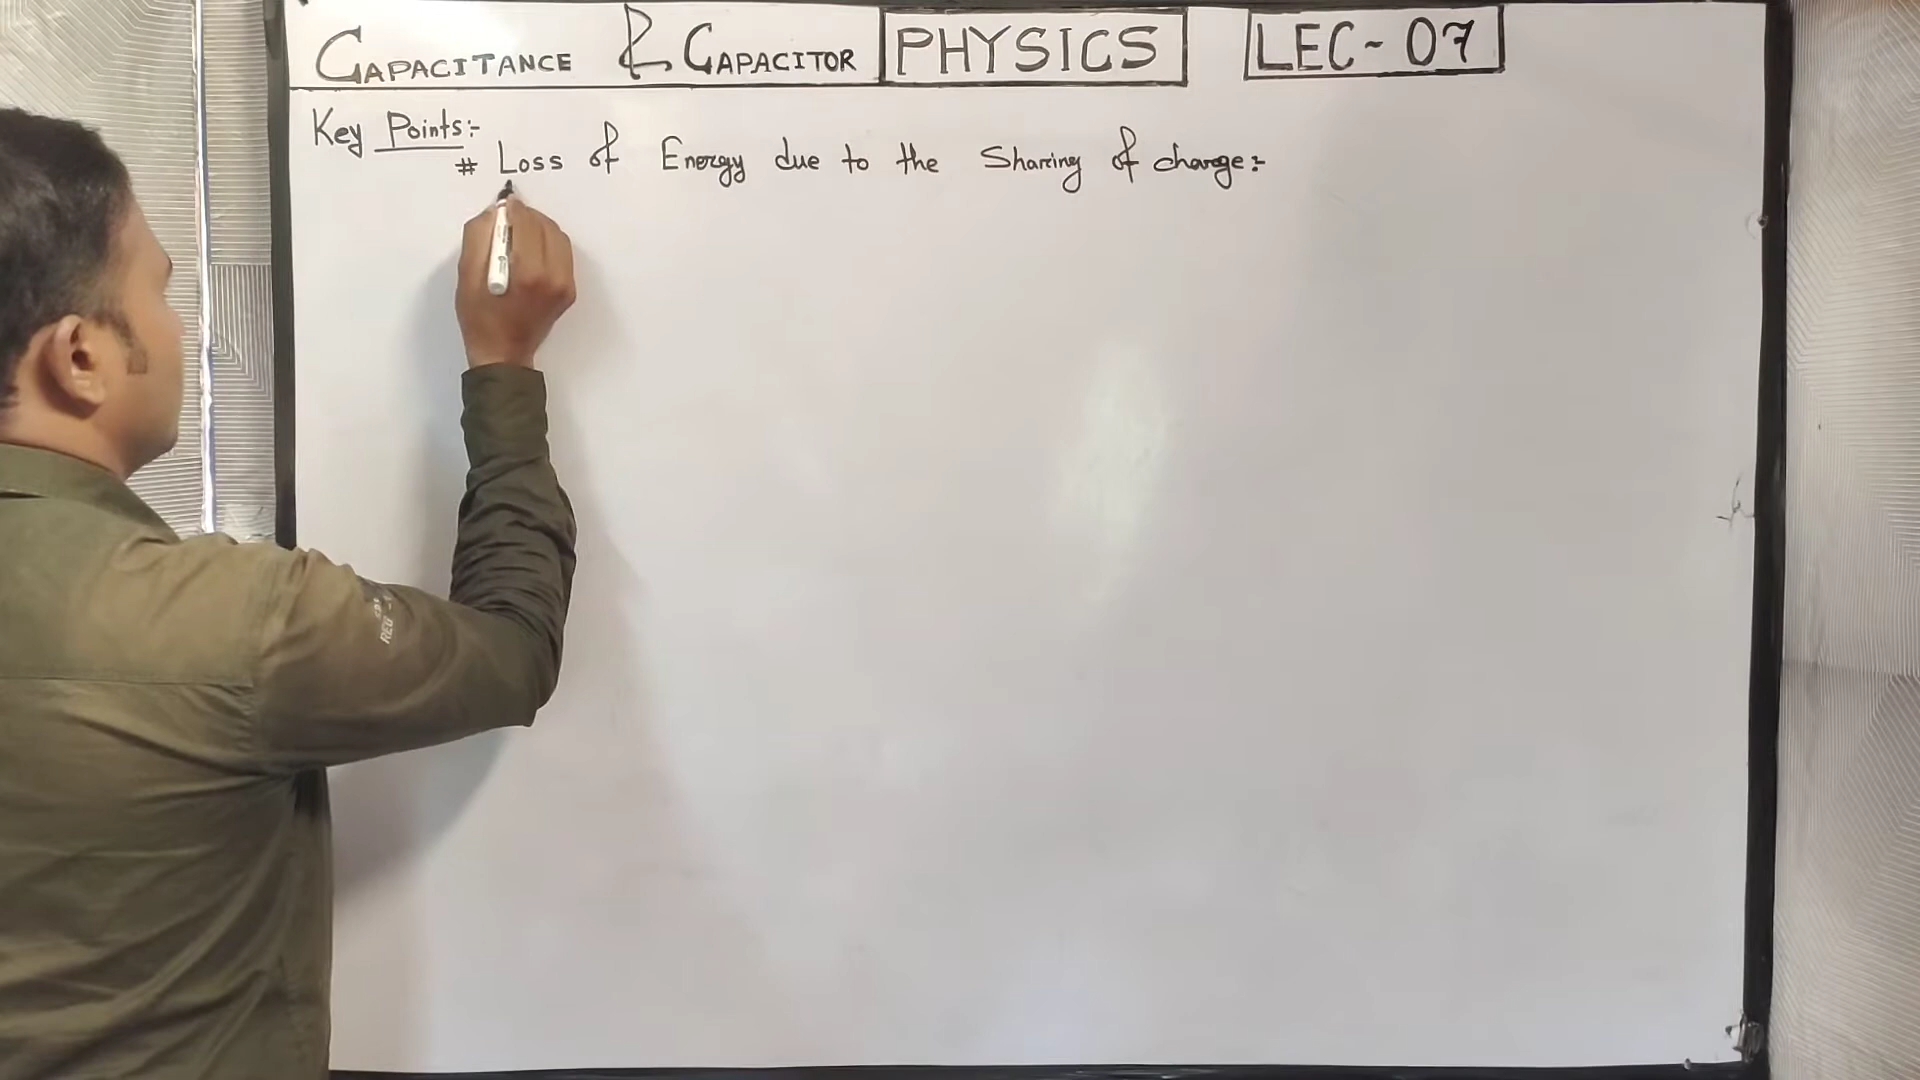 CAPACITANCE & CAPACITOR PHYSICS LEC-07
Key Points:-
# Loss of Energy due to the Sharing of charge:-